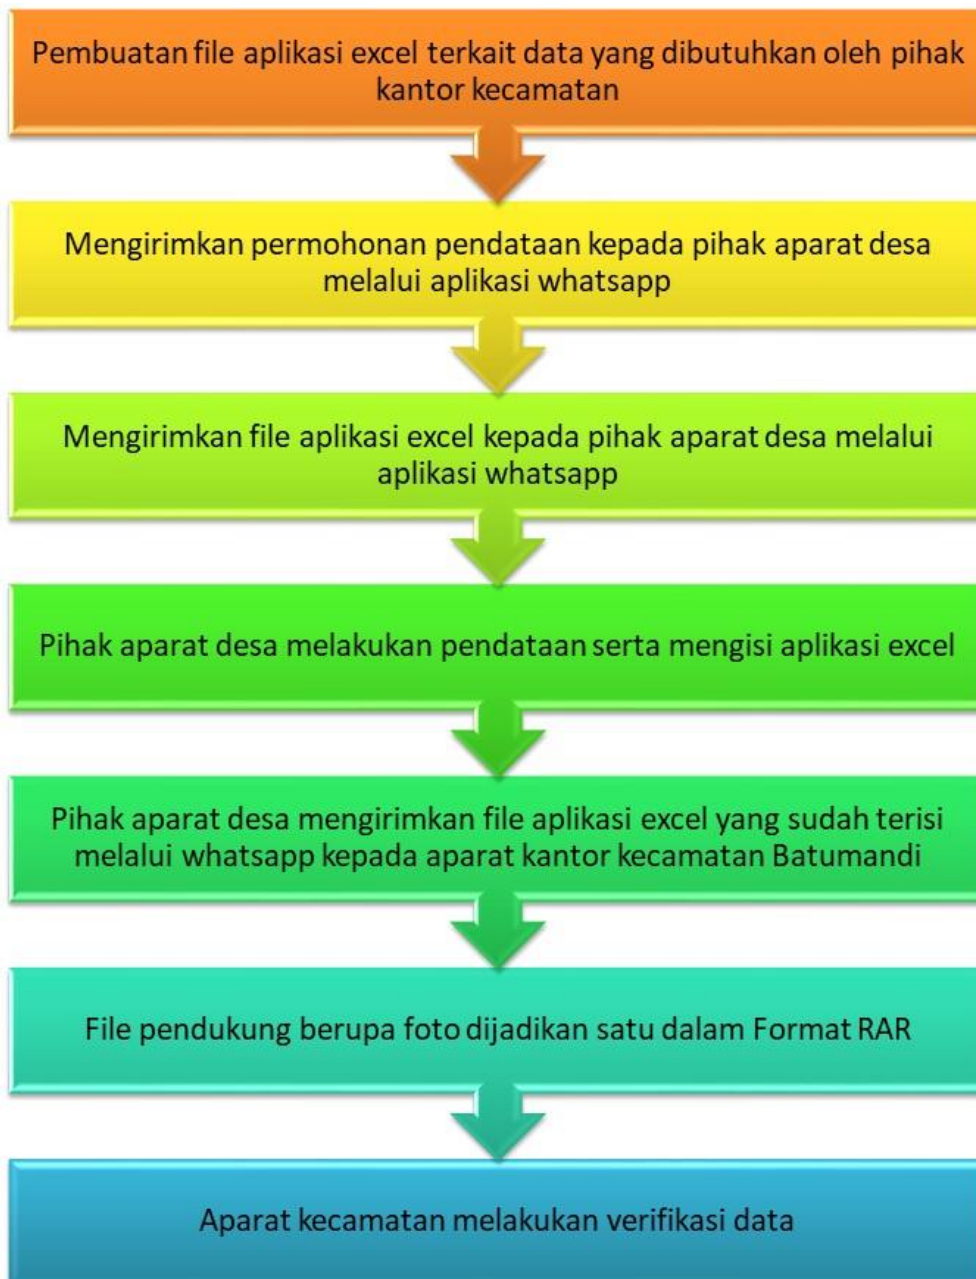 Pembuatan file aplikasi excel terkait data yang dibutuhkan oleh pihak
kantor kecamatan
Mengirimkan permohonan pendataan kepada pihak aparat desa
melalui aplikasi whatsapp
Mengirimkan file aplikasi excel kepada pihak aparat desa melalui
aplikasi whatsapp
Pihak aparat desa melakukan pendataan serta mengisi aplikasi excel
Pihak aparat desa mengirimkan file aplikasi excel yang sudah terisi
melalui whatsapp kepada aparat kantor kecamatan Batumandi
File pendukung berupa foto dijadikan satu dalam Format RAR
Aparat kecamatan melakukan verifikasi data